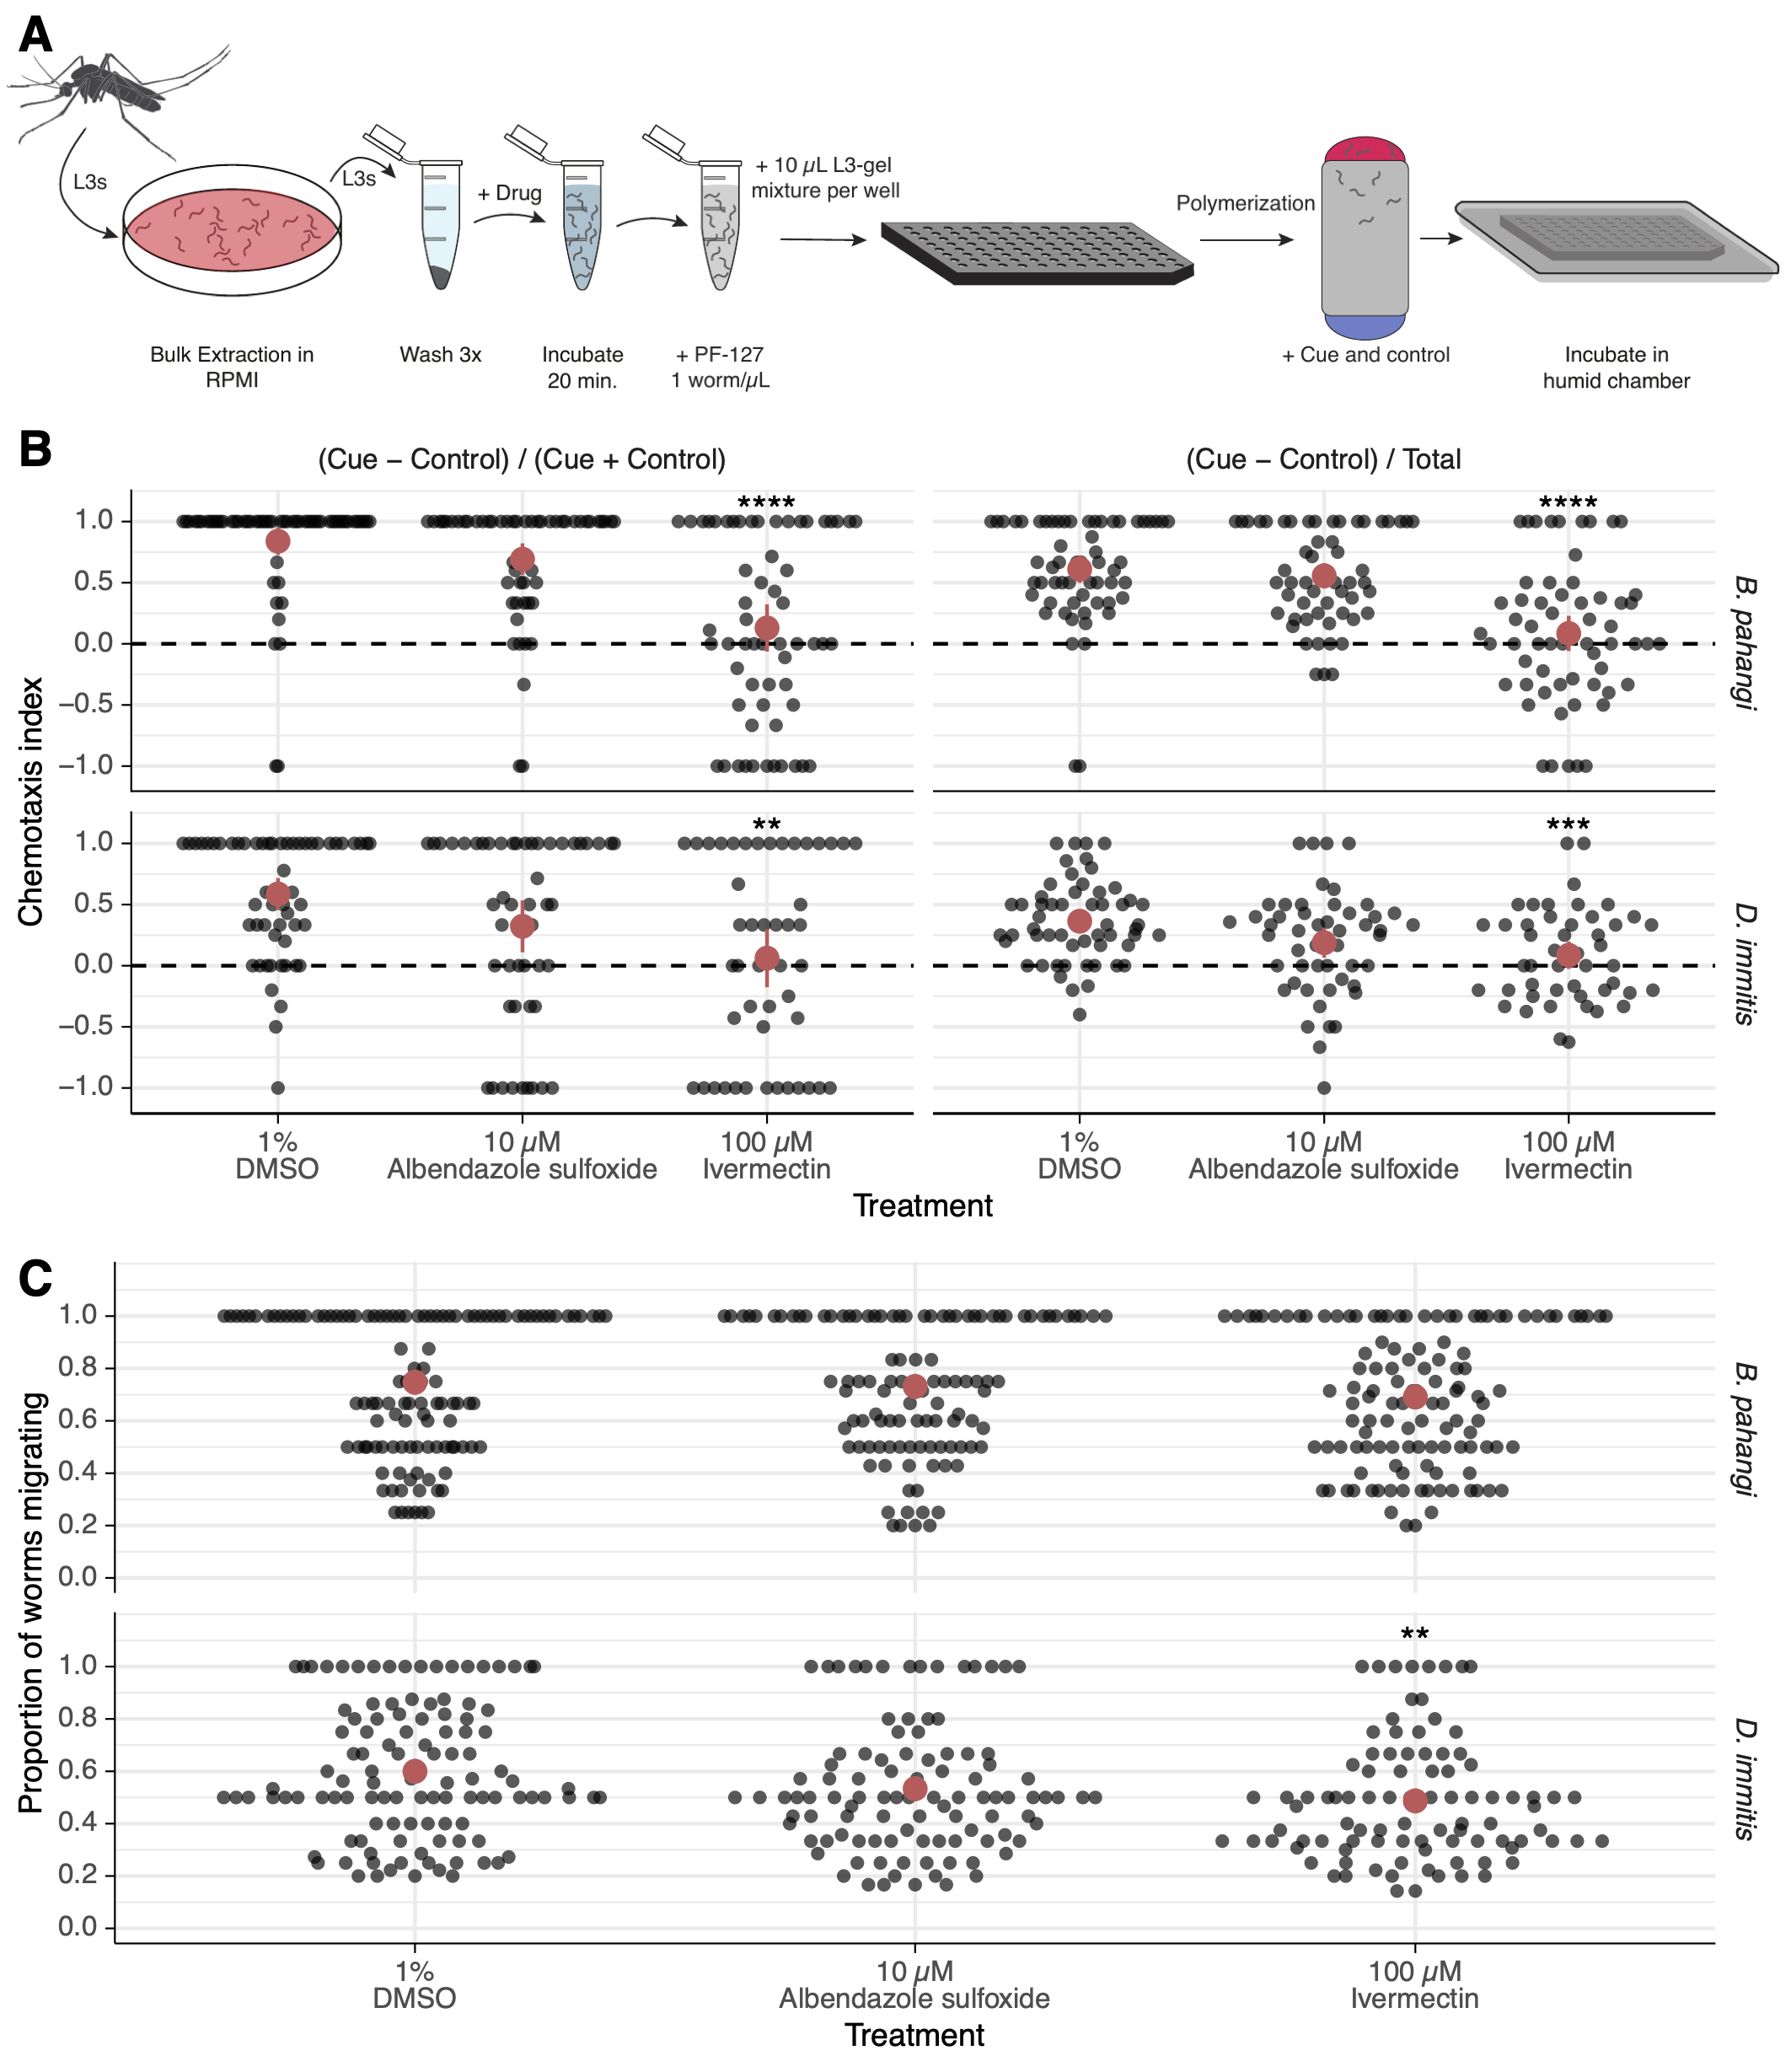 A
L3s
L3s
+ Drug
+ 10 µL L3-gel
mixture per well
Polymerization
Bulk Extraction in
RPMI
Wash 3x
Incubate
20 min.
+ PF-127
1 worm/µL
+ Cue and control
Incubate in
humid chamber
B
(Cue − Control) / (Cue + Control)
(Cue − Control) / Total
Chemotaxis index
1.0
0.5
0.0
−0.5
−1.0
****
****
B. pahangi
1.0
0.5
0.0
−0.5
−1.0
**
***
D. immitis
1%
DMSO
10 µM
Albendazole sulfoxide
100 µM
Ivermectin
1%
DMSO
10 µM
Albendazole sulfoxide
100 µM
Ivermectin
Treatment
C
Proportion of worms migrating
1.0
0.8
0.6
0.4
0.2
0.0
B. pahangi
1.0
0.8
0.6
0.4
0.2
0.0
**
D. immitis
1%
DMSO
10 µM
Albendazole sulfoxide
100 µM
Ivermectin
Treatment